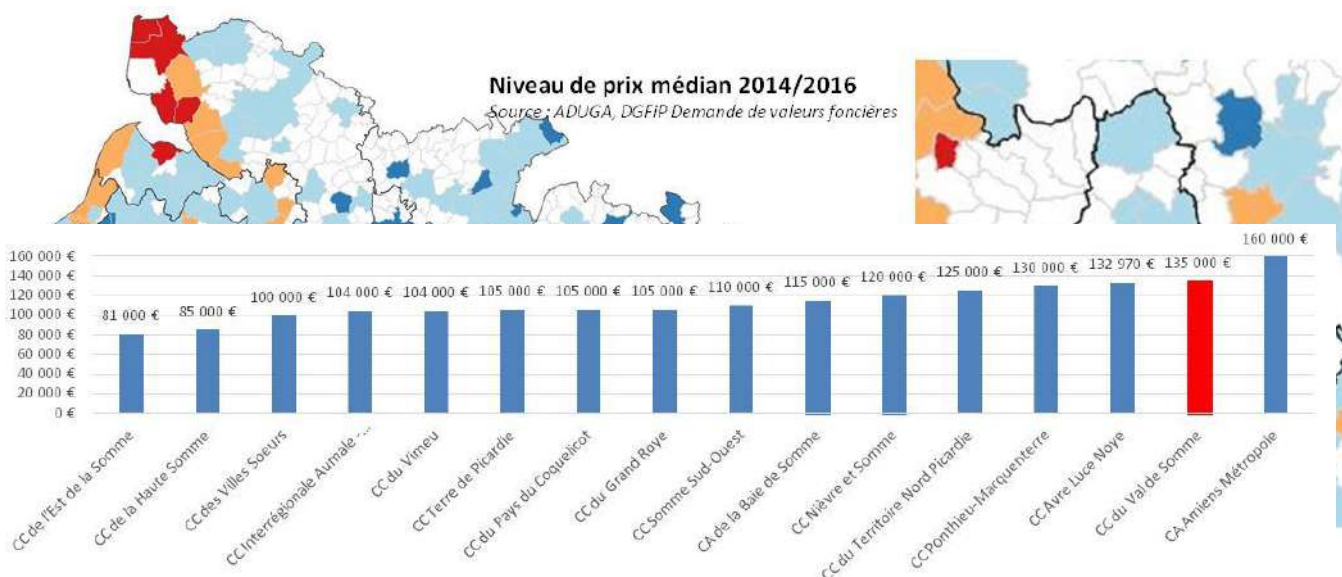 Niveau de prix médian 2014/2016
Source : ADUGA, DGFiP Demande de valeurs foncières
160 000 €
140 000 €
120 000 €
100 000 €
80 000 €
60 000 €
40 000 €
20 000 €
0 €
81 000 €
85 000 €
100 000 €
104 000 €
104 000 €
105 000 €
105 000 €
105 000 €
110 000 €
115 000 €
120 000 €
125 000 €
130 000 €
132 970 €
135 000 €
160 000 €
CC de l'Est de la Somme
CC de la Haute Somme
CC des Villes Soeurs
CC Interrégionale Aumale -...
CC du Vimeu
CC Terre de Picardie
CC du Pays du Coquelicot
CC du Grand Roye
CC Somme Sud-Ouest
CA de la Baie de Somme
CC Nièvre et Somme
CC du Territoire Nord Picardie
CC Ponthieu-Marquenterre
CC Avre Luce Noye
CC du Val de Somme
CA Amiens Métropole